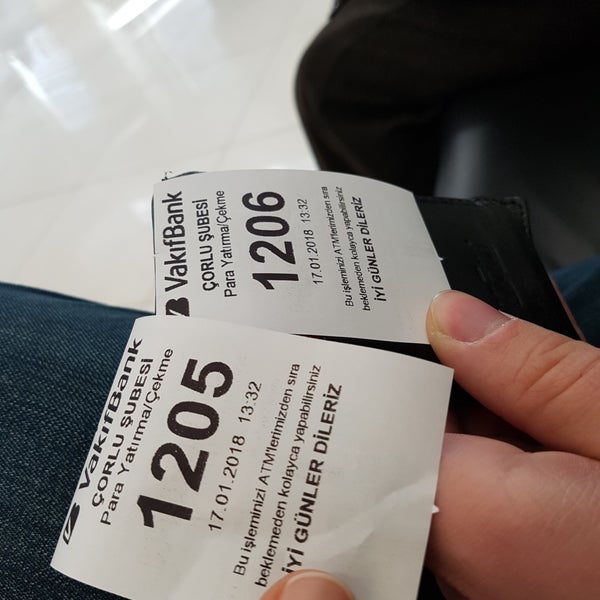 VakıfBank
ÇORLU ŞUBESİ
Para Yatırma/Çekme
1206
17.01.2018 13:32
Bu işleminizi ATM'lerimizden sıra
beklemeden kolayca yapabilirsiniz
İYİ GÜNLER DİLERİZ
VakıfBank
ÇORLU ŞUBESİ
Para Yatırma/Çekme
1205
17.01.2018 13:32
Bu işleminizi ATM'lerimizden sıra
beklemeden kolayca yapabilirsiniz
İYİ GÜNLER DİLERİZ